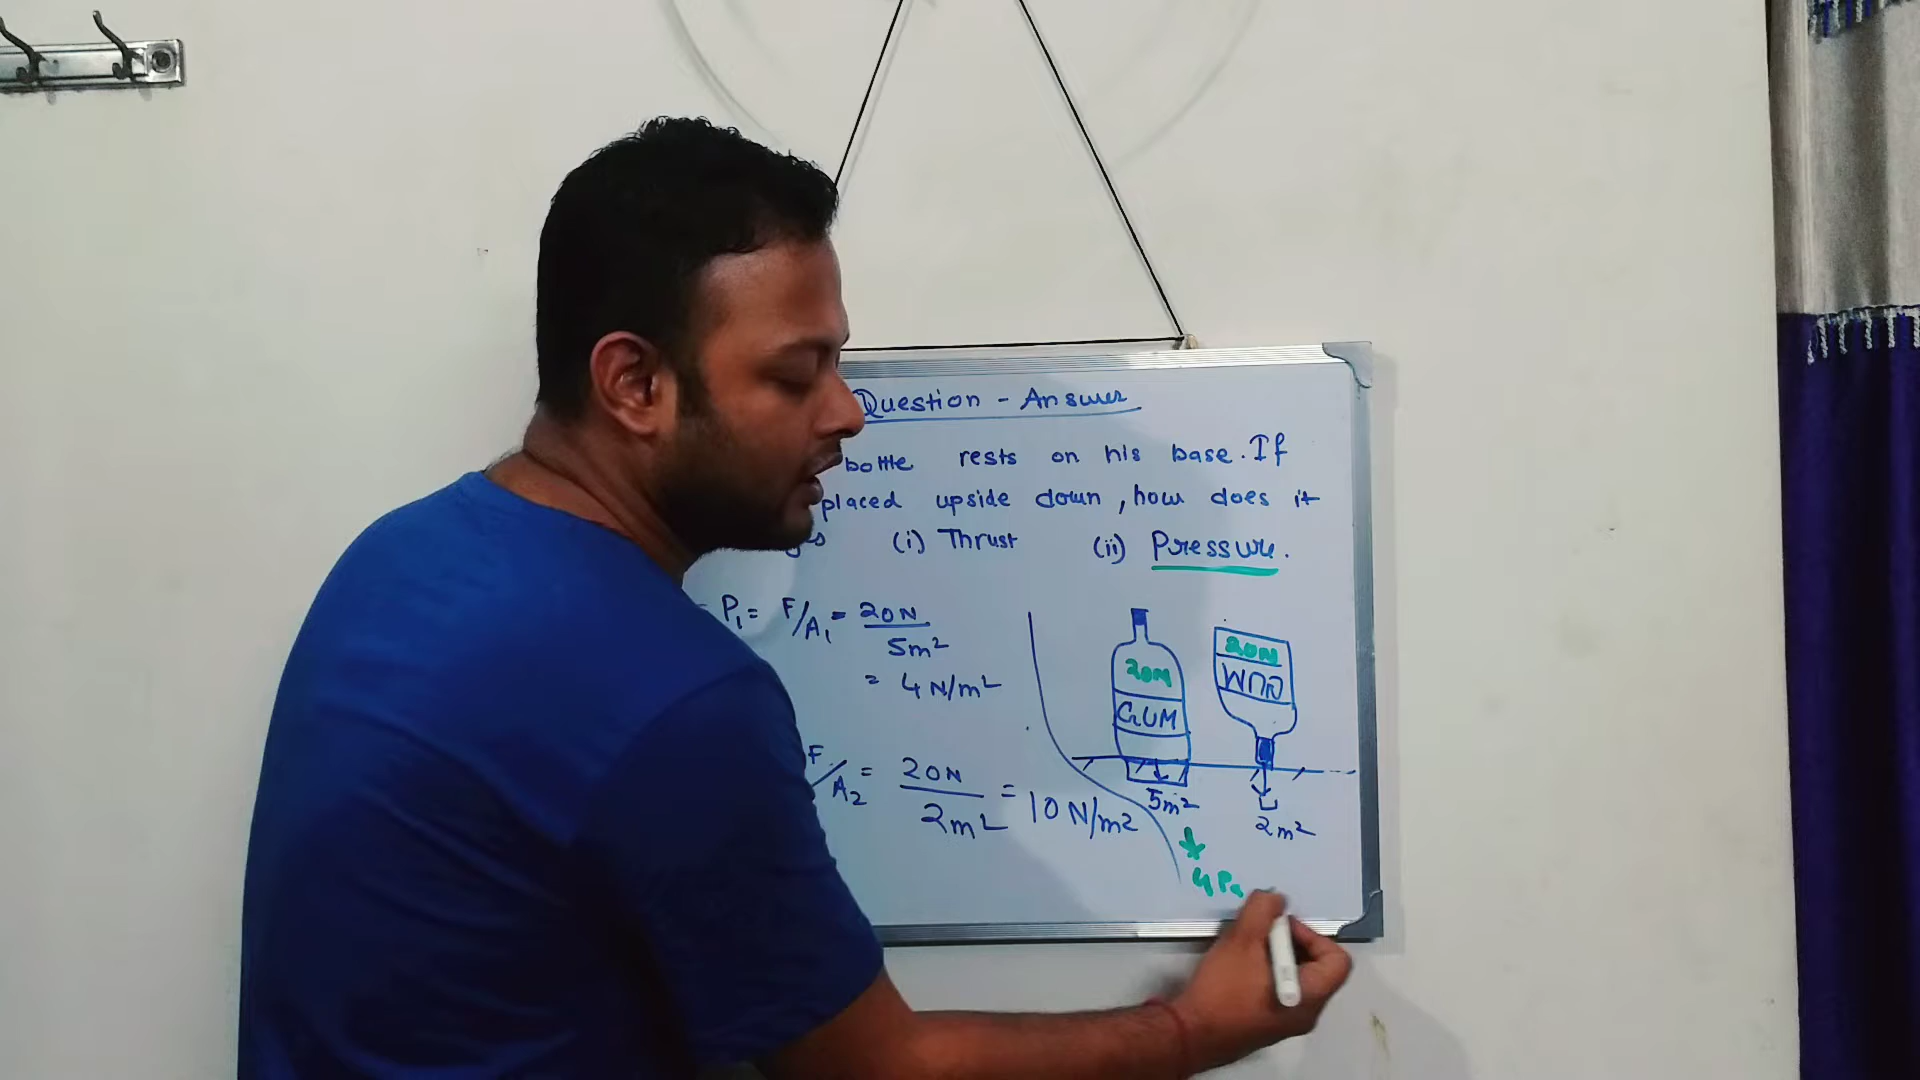 Question - Answer
bottle rests on his base. If
placed upside down, how does it
(i) Thrust (ii) Pressure.
P₁ = F/A₁ = 20N
5m²
= 4 N/m²
F/A₂ = 20N = 10 N/m²
2m²
20N
GUM
5m²
4Pa
20N
2m²